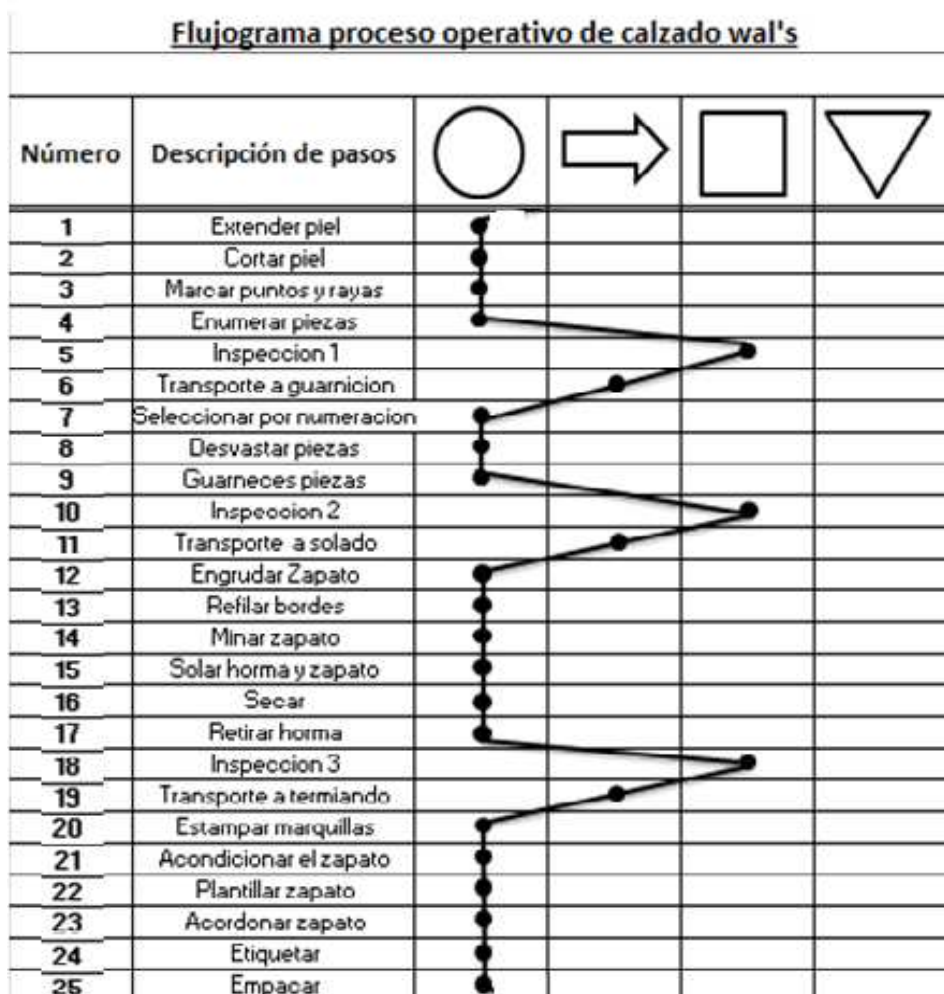 Flujograma proceso operativo de calzado wal's
Número Descripción de pasos
1 Extender piel
2 Cortar piel
3 Marcar puntos y rayas
4 Enumerar piezas
5 Inspeccion 1
6 Transporte a guarnicion
7 Seleccionar por numeracion
8 Desvastar piezas
9 Guarneces piezas
10 Inspeccion 2
11 Transporte a solado
12 Engrudar Zapato
13 Refilar bordes
14 Minar zapato
15 Solar horma y zapato
16 Secar
17 Retirar horma
18 Inspeccion 3
19 Transporte a termiando
20 Estampar marquillas
21 Acondicionar el zapato
22 Plantillar zapato
23 Acordonar zapato
24 Etiquetar
25 Empacar